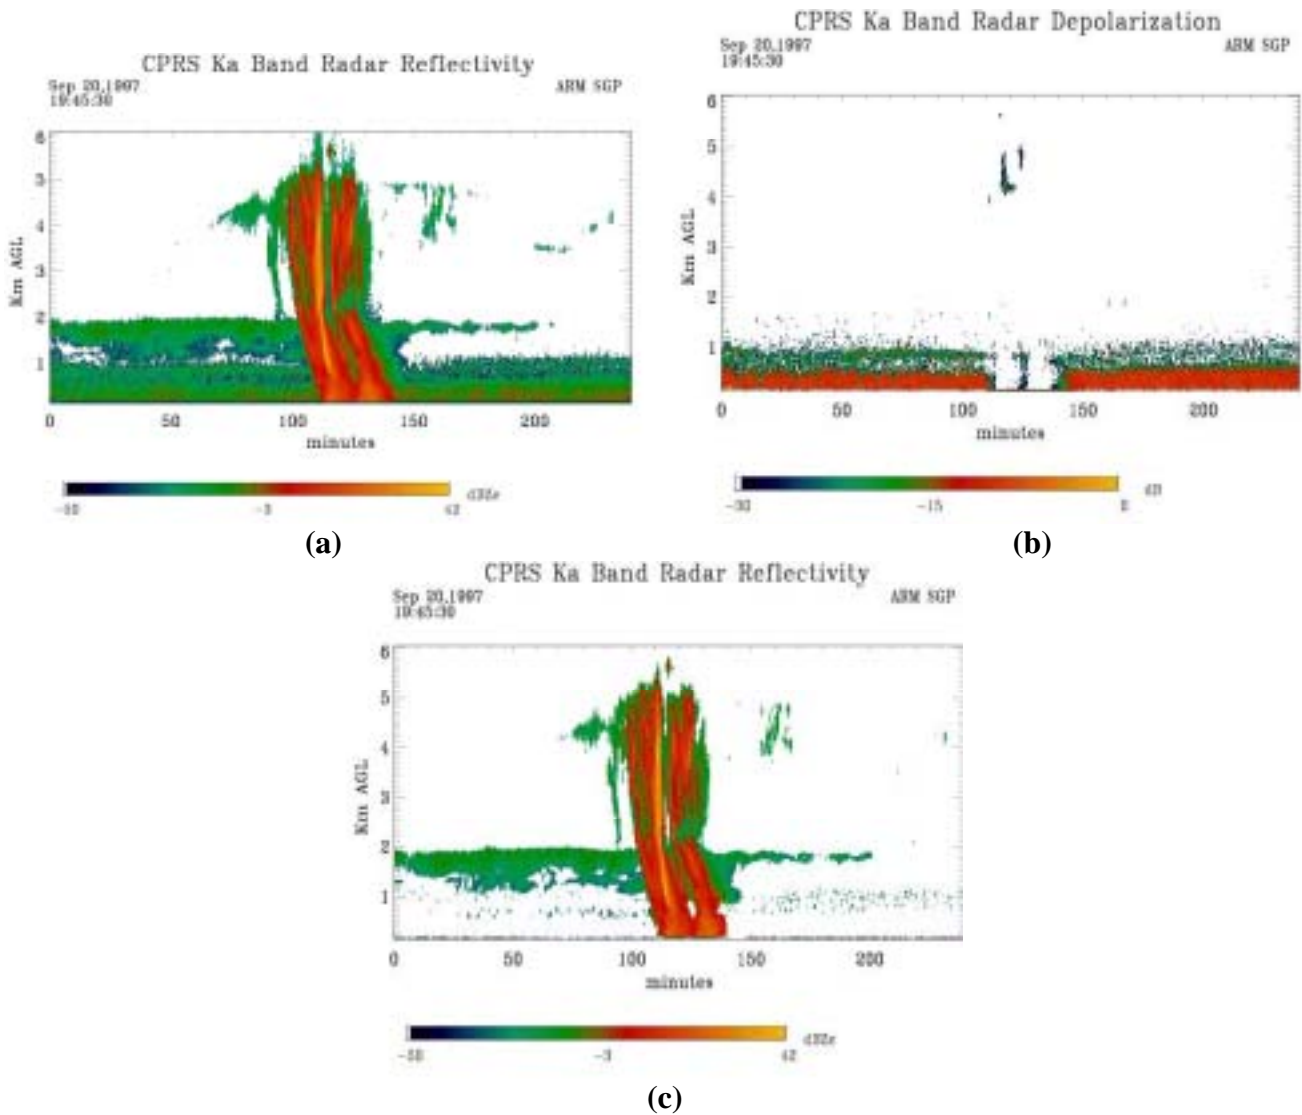 CPRS Ka Band Radar Reflectivity
Sep 20,1997
19:45:30
ARM SGP
6
5
4
3
2
1
Km AGL
0 50 100 150 200
minutes
-3
42
dBZe
(a)
CPRS Ka Band Radar Depolarization
Sep 20,1997
19:45:30
ARM SGP
6
5
4
3
2
1
Km AGL
0 50 100 150 200
minutes
-30 -15
(b)
CPRS Ka Band Radar Reflectivity
Sep 20,1997
19:45:30
ARM SGP
6
5
4
3
2
1
Km AGL
0 50 100 150 200
minutes
-3 42
dBZe
(c)